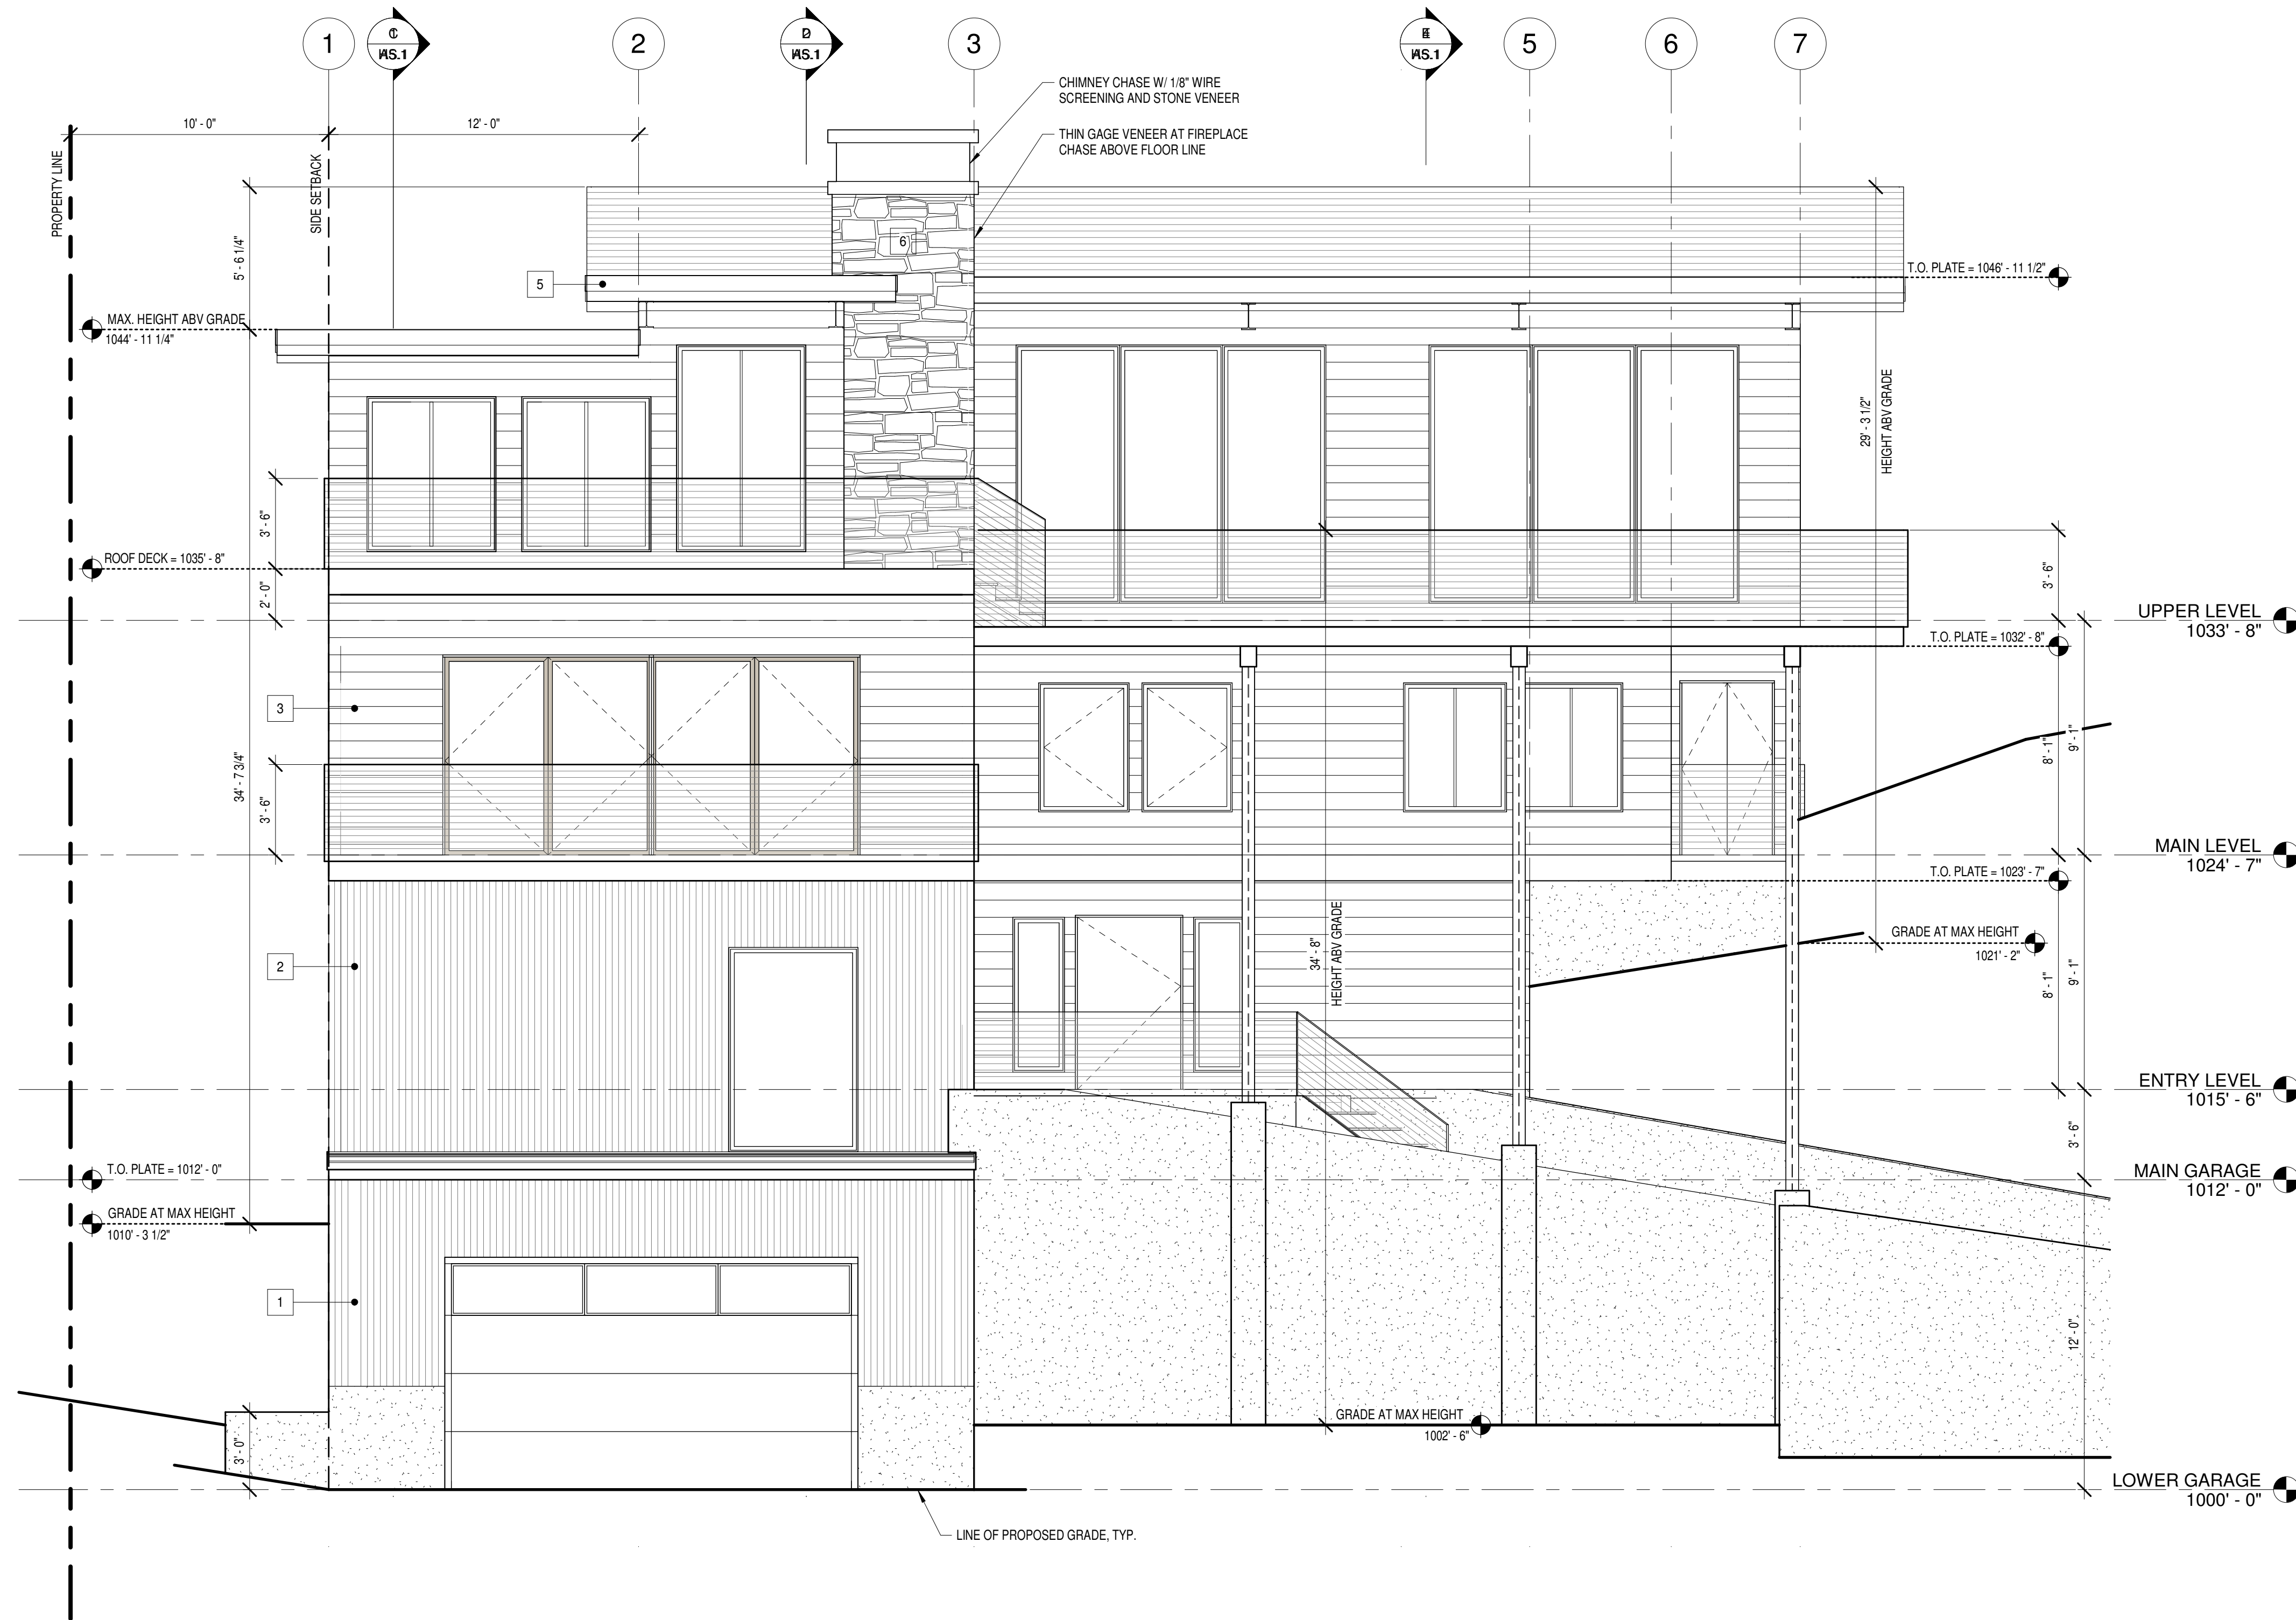 1
2
3
5
6
7
A5.1
A5.1
A5.1
10' - 0"
12' - 0"
CHIMNEY CHASE W/ 1/8" WIRE
SCREENING AND STONE VENEER
THIN GAGE VENEER AT FIREPLACE
CHASE ABOVE FLOOR LINE
PROPERTY LINE
SIDE SETBACK
5' - 6 1/4"
6
5
T.O. PLATE = 1046' - 11 1/2"
MAX. HEIGHT ABV GRADE
1044' - 11 1/4"
29' - 3 1/2"
HEIGHT ABV GRADE
3' - 6"
ROOF DECK = 1035' - 8"
2' - 0"
3' - 6"
UPPER LEVEL
1033' - 8"
T.O. PLATE = 1032' - 8"
3
34' - 7 3/4"
3' - 6"
8' - 1"
9' - 1"
MAIN LEVEL
1024' - 7"
T.O. PLATE = 1023' - 7"
2
34' - 8"
HEIGHT ABV GRADE
GRADE AT MAX HEIGHT
1021' - 2"
8' - 1"
9' - 1"
ENTRY LEVEL
1015' - 6"
3' - 6"
T.O. PLATE = 1012' - 0"
MAIN GARAGE
1012' - 0"
GRADE AT MAX HEIGHT
1010' - 3 1/2"
1
12' - 0"
GRADE AT MAX HEIGHT
1002' - 6"
3' - 0"
LOWER GARAGE
1000' - 0"
LINE OF PROPOSED GRADE, TYP.